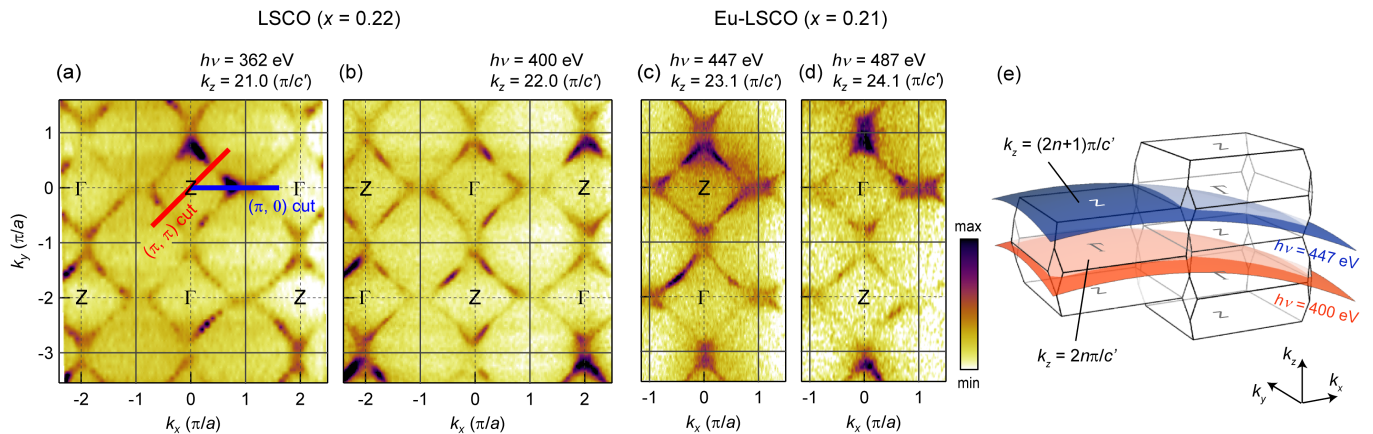 LSCO (x = 0.22)
Eu-LSCO (x = 0.21)
(a)
hν = 362 eV
kz = 21.0 (π/c′)
(b)
hν = 400 eV
kz = 22.0 (π/c′)
(c)
hν = 447 eV
kz = 23.1 (π/c′)
(d)
hν = 487 eV
kz = 24.1 (π/c′)
(e)
ky (π/a)
1
0
-1
-2
-3
Γ
Z
Γ
(π, 0) cut
(π, π) cut
Z
Γ
Z
-2
-1
0
1
2
kx (π/a)
Z
Γ
Z
Γ
Z
Γ
-2
-1
0
1
2
kx (π/a)
Z
Γ
-1
0
1
kx (π/a)
Γ
Z
-1
0
1
kx (π/a)
max
min
kz = (2n+1)π/c′
Z
Γ
Z
Γ
Z
Z
hν = 447 eV
hν = 400 eV
kz = 2nπ/c′
kz
ky
kx